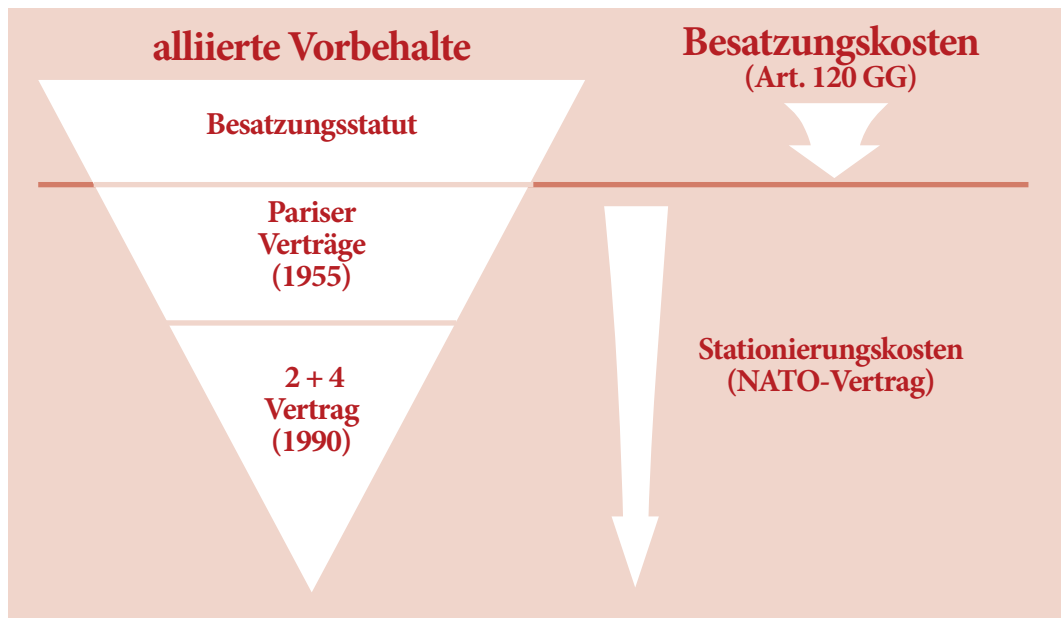 alliierte Vorbehalte
Besatzungsstatut
Pariser
Verträge
(1955)
2 + 4
Vertrag
(1990)
Besatzungskosten
(Art. 120 GG)
Stationierungskosten
(NATO-Vertrag)